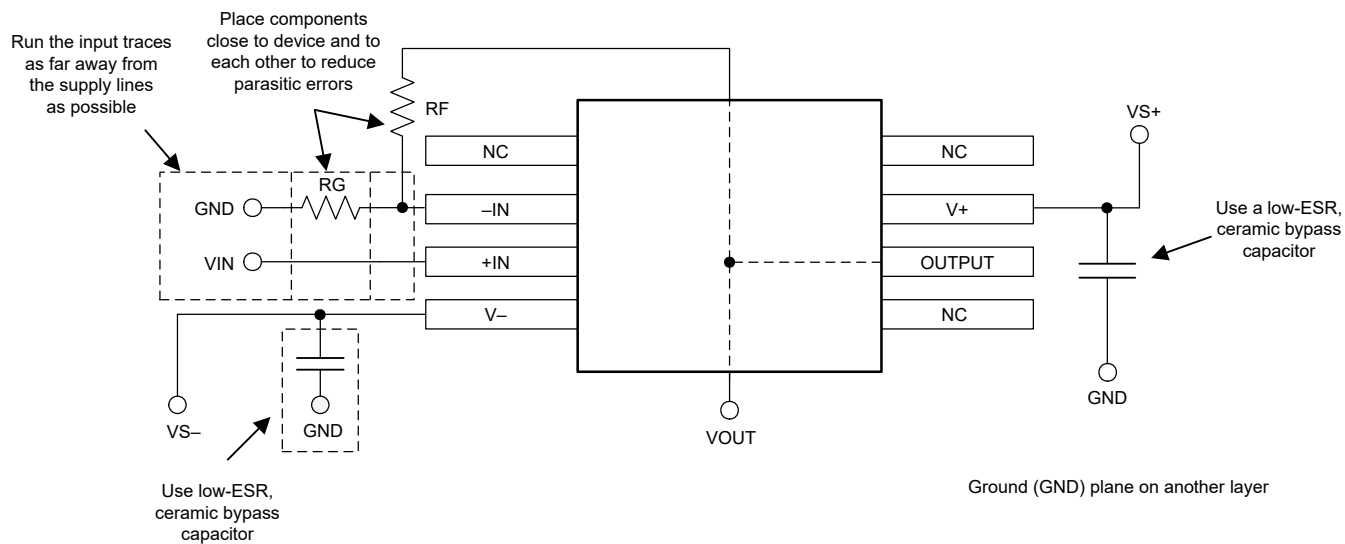 Place components
close to device and to
each other to reduce
parasitic errors
Run the input traces
as far away from
the supply lines
as possible
RF
VS+
NC
NC
RG
GND
–IN
V+
Use a low-ESR,
ceramic bypass
capacitor
VIN
+IN
OUTPUT
V–
NC
GND
VS–
GND
VOUT
Use low-ESR,
ceramic bypass
capacitor
Ground (GND) plane on another layer